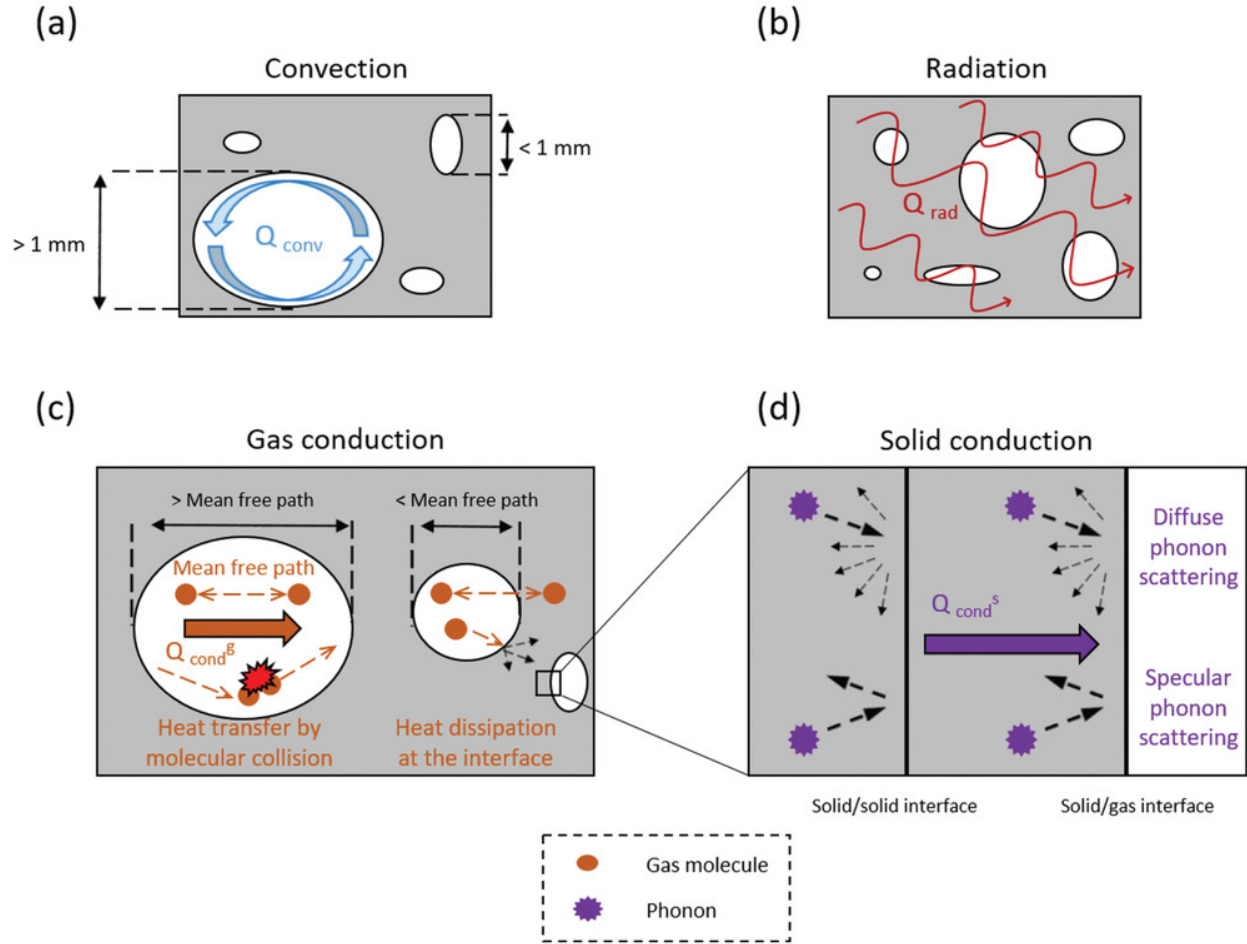 (a)
Convection
< 1 mm
> 1 mm
Q conv
(b)
Radiation
Q rad
(c)
Gas conduction
> Mean free path
< Mean free path
Mean free path
Q cond^g
Heat transfer by
molecular collision
Heat dissipation
at the interface
(d)
Solid conduction
Diffuse
phonon
scattering
Q cond^s
Specular
phonon
scattering
Solid/solid interface
Solid/gas interface
Gas molecule
Phonon